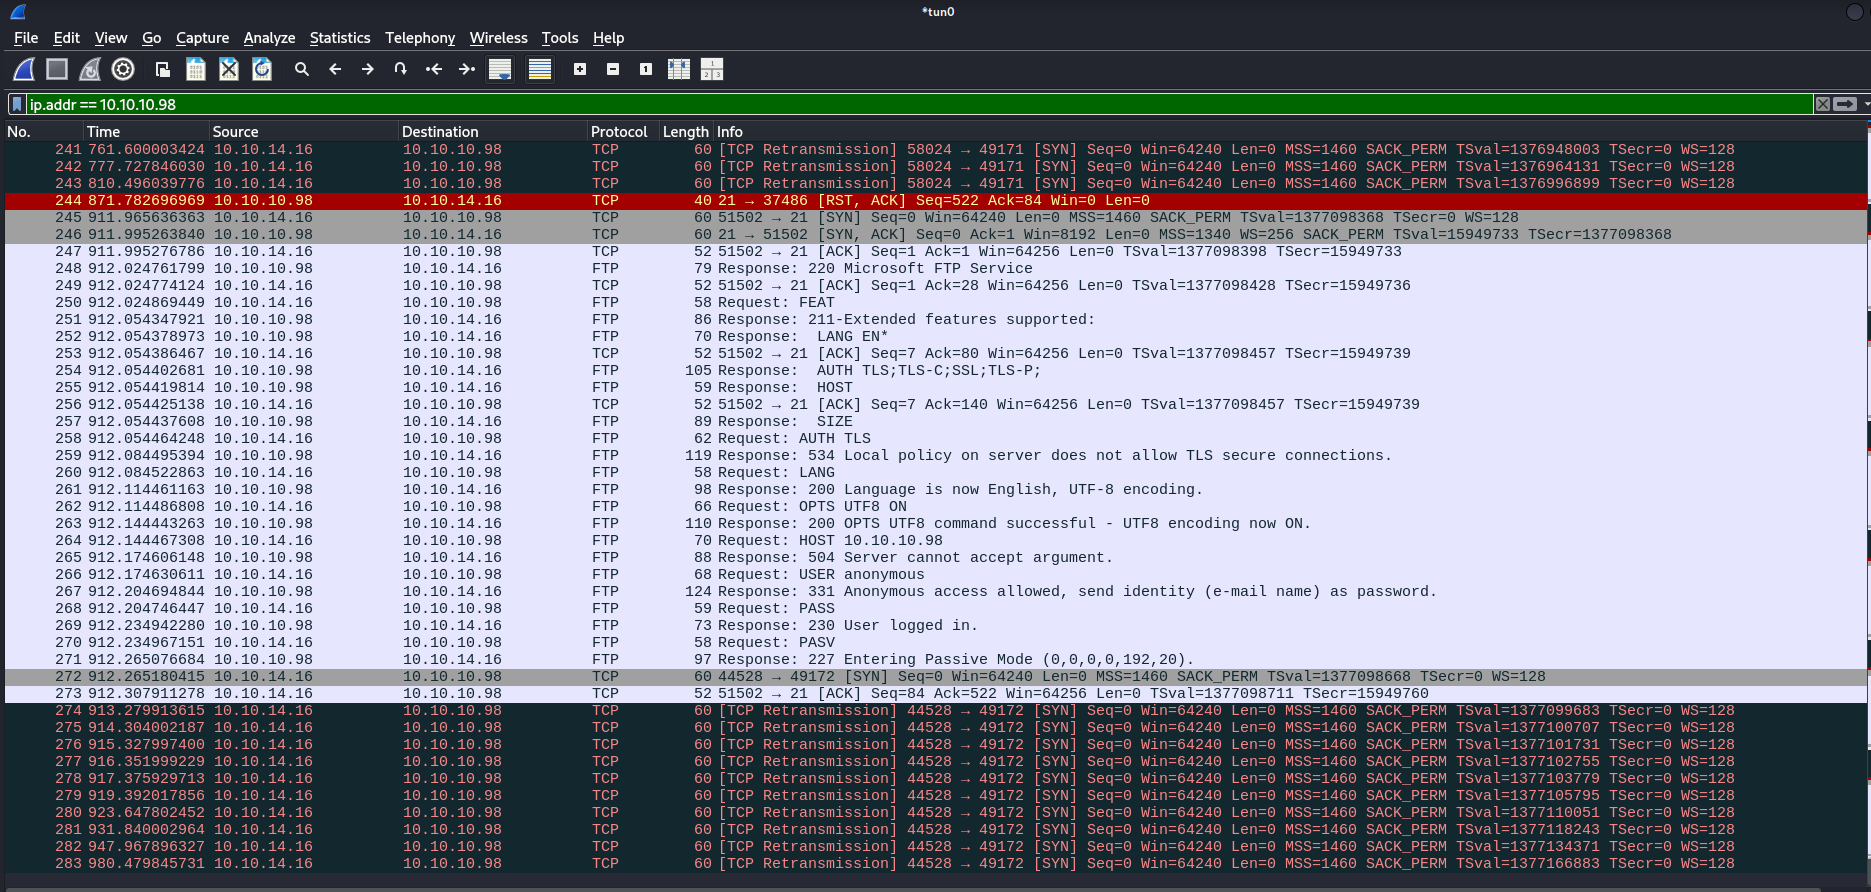 *tun0
File Edit View Go Capture Analyze Statistics Telephony Wireless Tools Help
ip.addr == 10.10.10.98
No. Time Source Destination Protocol Length Info
241 761.600003424 10.10.14.16 10.10.10.98 TCP 60 [TCP Retransmission] 58024 → 49171 [SYN] Seq=0 Win=64240 Len=0 MSS=1460 SACK_PERM TSval=1376948003 TSecr=0 WS=128
242 777.727846030 10.10.14.16 10.10.10.98 TCP 60 [TCP Retransmission] 58024 → 49171 [SYN] Seq=0 Win=64240 Len=0 MSS=1460 SACK_PERM TSval=1376964131 TSecr=0 WS=128
243 810.496039776 10.10.14.16 10.10.10.98 TCP 60 [TCP Retransmission] 58024 → 49171 [SYN] Seq=0 Win=64240 Len=0 MSS=1460 SACK_PERM TSval=1376996899 TSecr=0 WS=128
244 871.782696969 10.10.10.98 10.10.14.16 TCP 40 21 → 37486 [RST, ACK] Seq=522 Ack=84 Win=0 Len=0
245 911.965636363 10.10.14.16 10.10.10.98 TCP 60 51502 → 21 [SYN] Seq=0 Win=64240 Len=0 MSS=1460 SACK_PERM TSval=1377098368 TSecr=0 WS=128
246 911.995263840 10.10.10.98 10.10.14.16 TCP 60 21 → 51502 [SYN, ACK] Seq=0 Ack=1 Win=8192 Len=0 MSS=1340 WS=256 SACK_PERM TSval=15949733 TSecr=1377098368
247 911.995276786 10.10.14.16 10.10.10.98 TCP 52 51502 → 21 [ACK] Seq=1 Ack=1 Win=64256 Len=0 TSval=1377098398 TSecr=15949733
248 912.024761799 10.10.10.98 10.10.14.16 FTP 79 Response: 220 Microsoft FTP Service
249 912.024774124 10.10.14.16 10.10.10.98 TCP 52 51502 → 21 [ACK] Seq=1 Ack=28 Win=64256 Len=0 TSval=1377098428 TSecr=15949736
250 912.024869449 10.10.14.16 10.10.10.98 FTP 58 Request: FEAT
251 912.054347921 10.10.10.98 10.10.14.16 FTP 86 Response: 211-Extended features supported:
252 912.054378973 10.10.10.98 10.10.14.16 FTP 70 Response: LANG EN*
253 912.054386467 10.10.14.16 10.10.10.98 TCP 52 51502 → 21 [ACK] Seq=7 Ack=80 Win=64256 Len=0 TSval=1377098457 TSecr=15949739
254 912.054402681 10.10.10.98 10.10.14.16 FTP 105 Response: AUTH TLS;TLS-C;SSL;TLS-P;
255 912.054419814 10.10.10.98 10.10.14.16 FTP 59 Response: HOST
256 912.054425138 10.10.14.16 10.10.10.98 TCP 52 51502 → 21 [ACK] Seq=7 Ack=140 Win=64256 Len=0 TSval=1377098457 TSecr=15949739
257 912.054437608 10.10.10.98 10.10.14.16 FTP 89 Response: SIZE
258 912.054464248 10.10.14.16 10.10.10.98 FTP 62 Request: AUTH TLS
259 912.084495394 10.10.10.98 10.10.14.16 FTP 119 Response: 534 Local policy on server does not allow TLS secure connections.
260 912.084522863 10.10.14.16 10.10.10.98 FTP 58 Request: LANG
261 912.114461163 10.10.10.98 10.10.14.16 FTP 98 Response: 200 Language is now English, UTF-8 encoding.
262 912.114486808 10.10.14.16 10.10.10.98 FTP 66 Request: OPTS UTF8 ON
263 912.144443263 10.10.10.98 10.10.14.16 FTP 110 Response: 200 OPTS UTF8 command successful - UTF8 encoding now ON.
264 912.144467308 10.10.14.16 10.10.10.98 FTP 70 Request: HOST 10.10.10.98
265 912.174606148 10.10.10.98 10.10.14.16 FTP 88 Response: 504 Server cannot accept argument.
266 912.174630611 10.10.14.16 10.10.10.98 FTP 68 Request: USER anonymous
267 912.204694844 10.10.10.98 10.10.14.16 FTP 124 Response: 331 Anonymous access allowed, send identity (e-mail name) as password.
268 912.204746447 10.10.14.16 10.10.10.98 FTP 59 Request: PASS
269 912.234942280 10.10.10.98 10.10.14.16 FTP 73 Response: 230 User logged in.
270 912.234967151 10.10.14.16 10.10.10.98 FTP 58 Request: PASV
271 912.265076684 10.10.10.98 10.10.14.16 FTP 97 Response: 227 Entering Passive Mode (0,0,0,0,192,20).
272 912.265180415 10.10.14.16 10.10.10.98 TCP 60 44528 → 49172 [SYN] Seq=0 Win=64240 Len=0 MSS=1460 SACK_PERM TSval=1377098668 TSecr=0 WS=128
273 912.307911278 10.10.14.16 10.10.10.98 TCP 52 51502 → 21 [ACK] Seq=84 Ack=522 Win=64256 Len=0 TSval=1377098711 TSecr=15949760
274 913.279913615 10.10.14.16 10.10.10.98 TCP 60 [TCP Retransmission] 44528 → 49172 [SYN] Seq=0 Win=64240 Len=0 MSS=1460 SACK_PERM TSval=1377099683 TSecr=0 WS=128
275 914.304002187 10.10.14.16 10.10.10.98 TCP 60 [TCP Retransmission] 44528 → 49172 [SYN] Seq=0 Win=64240 Len=0 MSS=1460 SACK_PERM TSval=1377100707 TSecr=0 WS=128
276 915.327997400 10.10.14.16 10.10.10.98 TCP 60 [TCP Retransmission] 44528 → 49172 [SYN] Seq=0 Win=64240 Len=0 MSS=1460 SACK_PERM TSval=1377101731 TSecr=0 WS=128
277 916.351999229 10.10.14.16 10.10.10.98 TCP 60 [TCP Retransmission] 44528 → 49172 [SYN] Seq=0 Win=64240 Len=0 MSS=1460 SACK_PERM TSval=1377102755 TSecr=0 WS=128
278 917.375929713 10.10.14.16 10.10.10.98 TCP 60 [TCP Retransmission] 44528 → 49172 [SYN] Seq=0 Win=64240 Len=0 MSS=1460 SACK_PERM TSval=1377103779 TSecr=0 WS=128
279 919.392017856 10.10.14.16 10.10.10.98 TCP 60 [TCP Retransmission] 44528 → 49172 [SYN] Seq=0 Win=64240 Len=0 MSS=1460 SACK_PERM TSval=1377105795 TSecr=0 WS=128
280 923.647802452 10.10.14.16 10.10.10.98 TCP 60 [TCP Retransmission] 44528 → 49172 [SYN] Seq=0 Win=64240 Len=0 MSS=1460 SACK_PERM TSval=1377110051 TSecr=0 WS=128
281 931.840002964 10.10.14.16 10.10.10.98 TCP 60 [TCP Retransmission] 44528 → 49172 [SYN] Seq=0 Win=64240 Len=0 MSS=1460 SACK_PERM TSval=1377118243 TSecr=0 WS=128
282 947.967896327 10.10.14.16 10.10.10.98 TCP 60 [TCP Retransmission] 44528 → 49172 [SYN] Seq=0 Win=64240 Len=0 MSS=1460 SACK_PERM TSval=1377134371 TSecr=0 WS=128
283 980.479845731 10.10.14.16 10.10.10.98 TCP 60 [TCP Retransmission] 44528 → 49172 [SYN] Seq=0 Win=64240 Len=0 MSS=1460 SACK_PERM TSval=1377166883 TSecr=0 WS=128